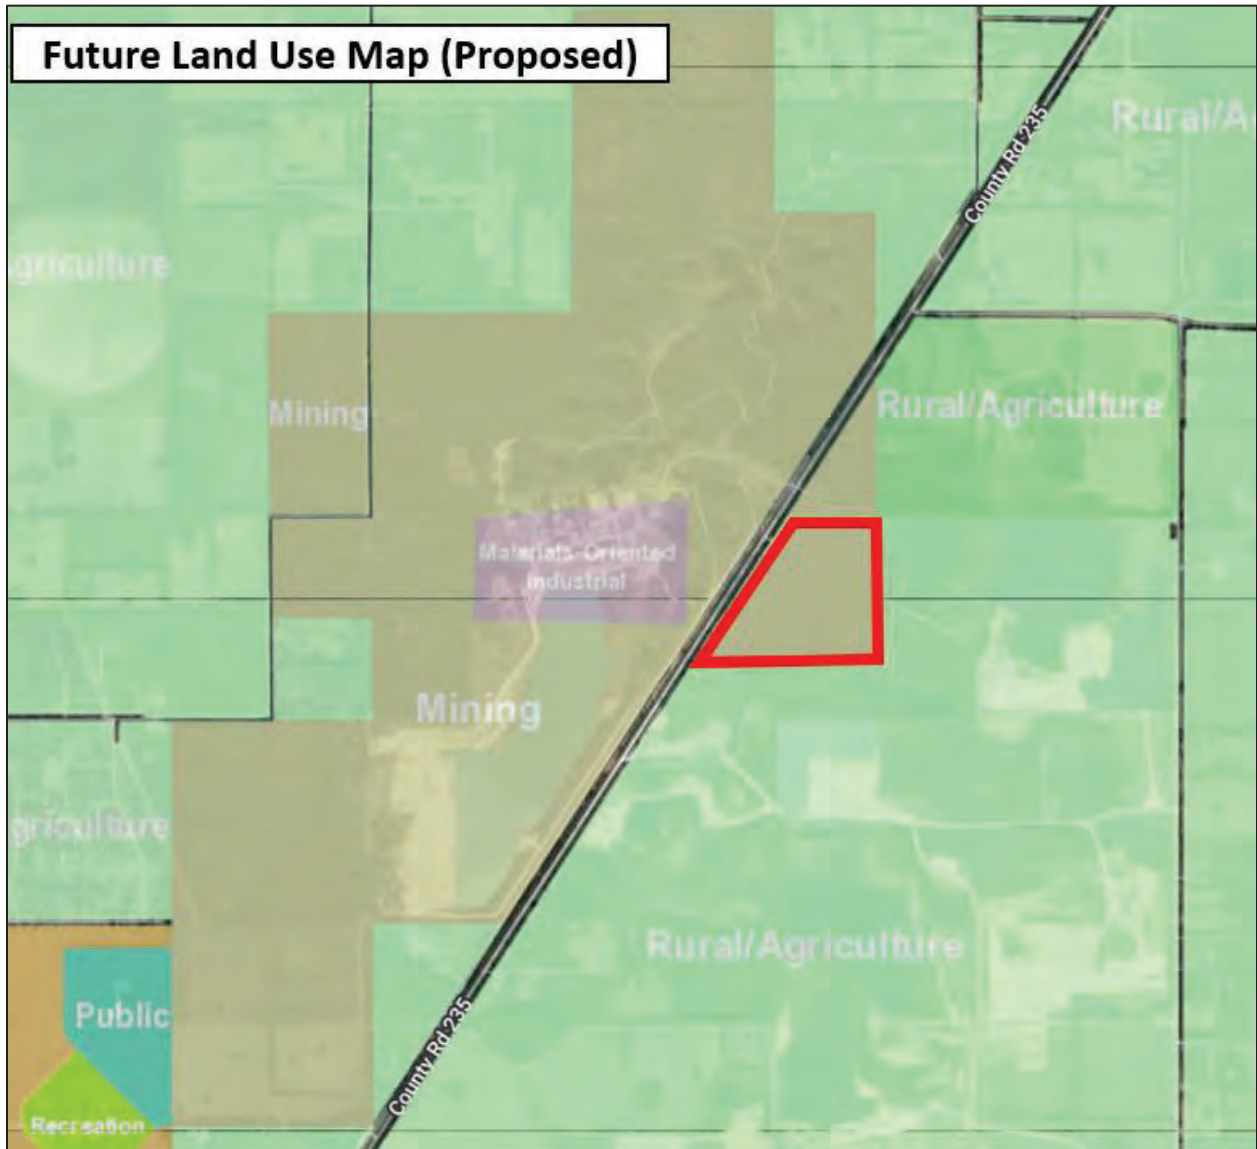 Future Land Use Map (Proposed)
Rural/A
County Rd 235
griculture
Mining
Rural/Agriculture
Materials-Oriented
Industrial
Mining
griculture
Rural/Agriculture
Public
County Rd 235
Recreation